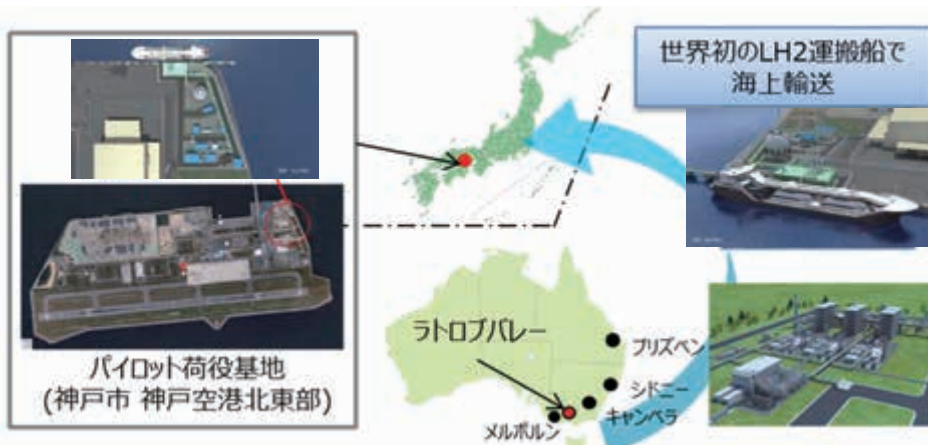 世界初のLH2運搬船で
海上輸送
パイロット荷役基地
(神戸市 神戸空港北東部)
ラトロブバレー
ブリズベン
シドニー
キャンベラ
メルボルン